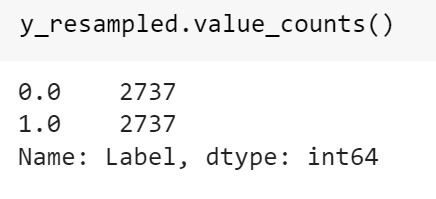 y_resampled.value_counts()
0.0    2737
1.0    2737
Name: Label, dtype: int64